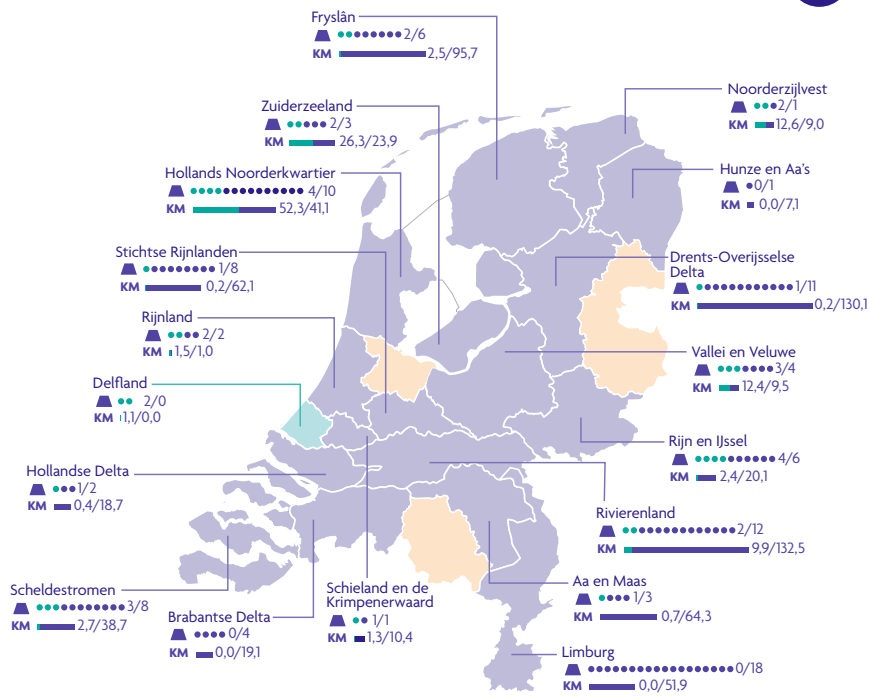 Fryslân
2/6
KM 2,5/95,7
Noorderzijlvest
2/1
KM 12,6/9,0
Zuiderzeeland
2/3
KM 26,3/23,9
Hunze en Aa's
0/1
KM 0,0/7,1
Hollands Noorderkwartier
4/10
KM 52,3/41,1
Stichtse Rijnlanden
1/8
KM 0,2/62,1
Drents-Overijsselse
Delta
1/11
KM 0,2/130,1
Rijnland
2/2
KM 1,5/1,0
Vallei en Veluwe
3/4
KM 12,4/9,5
Delfland
2/0
KM 1,1/0,0
Rijn en IJssel
4/6
KM 2,4/20,1
Hollandse Delta
1/2
KM 0,4/18,7
Rivierenland
2/12
KM 9,9/132,5
Scheldestromen
3/8
KM 2,7/38,7
Brabantse Delta
0/4
KM 0,0/19,1
Schieland en de
Krimpenerwaard
1/1
KM 1,3/10,4
Aa en Maas
1/3
KM 0,7/64,3
Limburg
0/18
KM 0,0/51,9